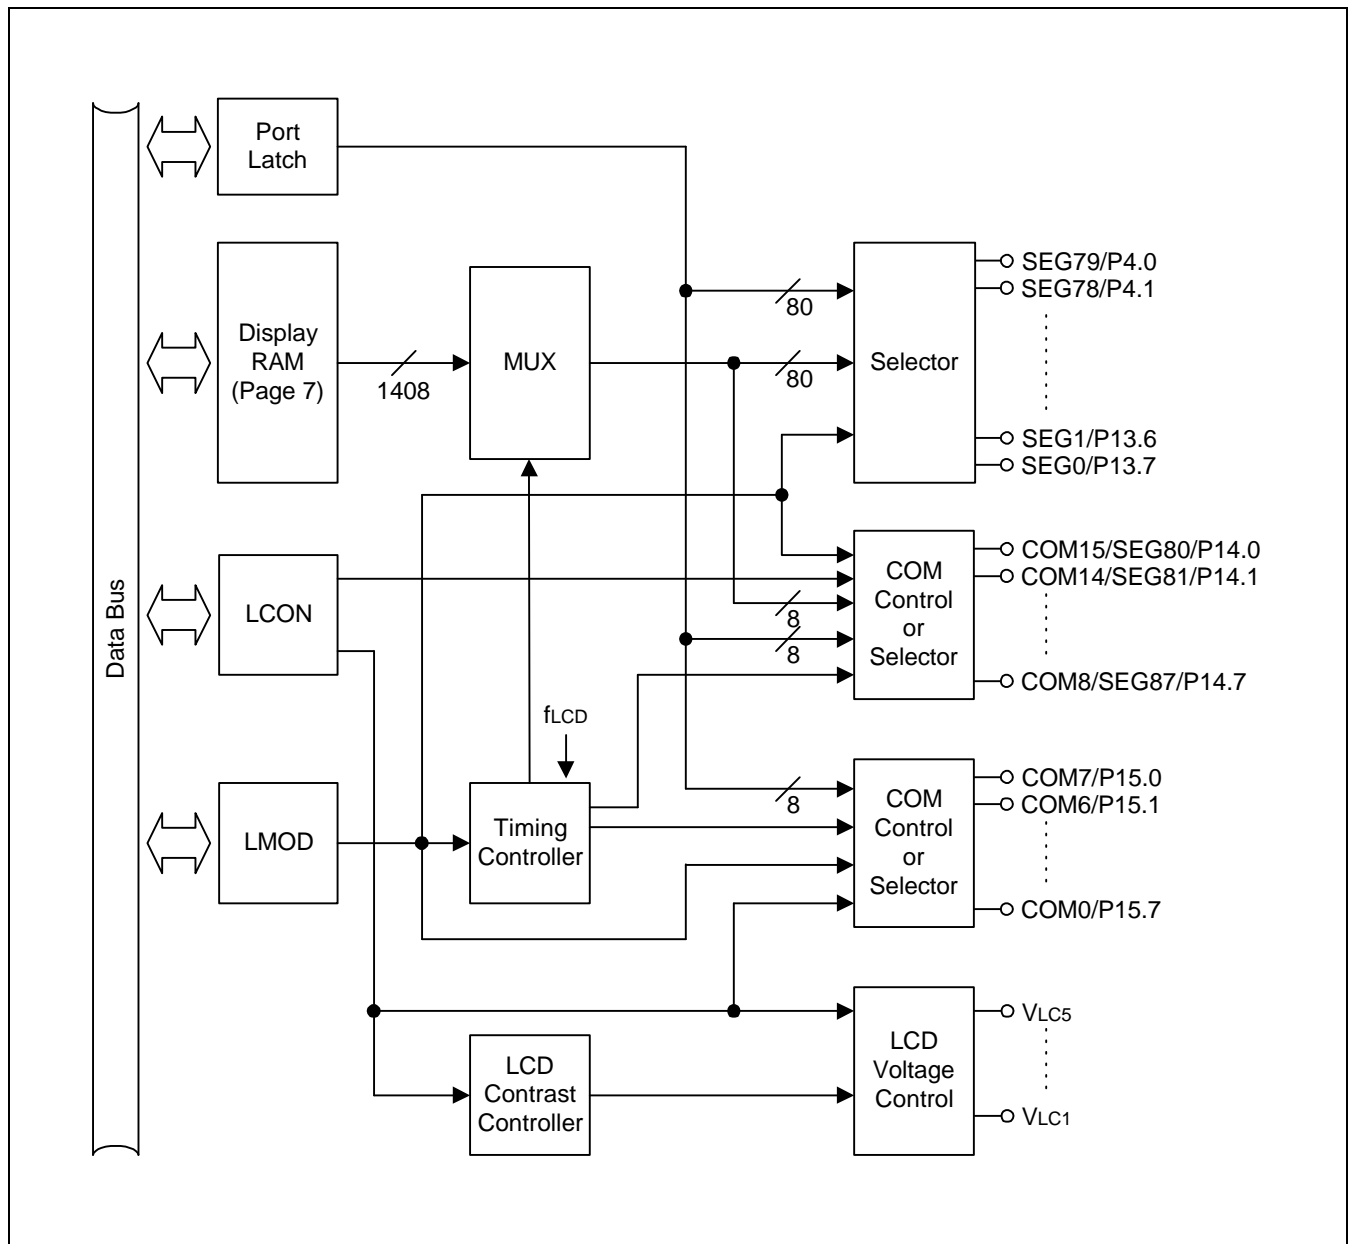 Data Bus
Port
Latch
Display
RAM
(Page 7)
1408
MUX
80
80
Selector
SEG79/P4.0
SEG78/P4.1
SEG1/P13.6
SEG0/P13.7
LCON
8
8
COM
Control
or
Selector
COM15/SEG80/P14.0
COM14/SEG81/P14.1
COM8/SEG87/P14.7
fLCD
LMOD
Timing
Controller
8
COM
Control
or
Selector
COM7/P15.0
COM6/P15.1
COM0/P15.7
LCD
Contrast
Controller
LCD
Voltage
Control
VLC5
VLC1